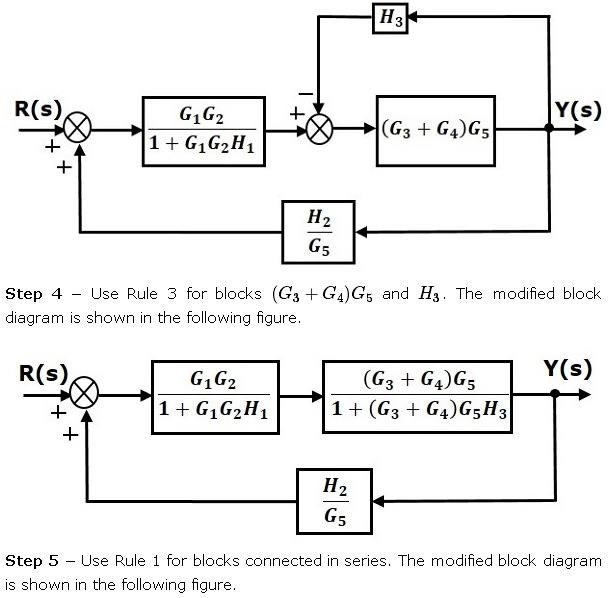 H₃
R(s)
Y(s)
+
+
−
+
G₁G₂
1 + G₁G₂H₁
(G₃ + G₄)G₅
H₂
G₅
Step 4 – Use Rule 3 for blocks (G₃ + G₄)G₅ and H₃. The modified block
diagram is shown in the following figure.
R(s)
Y(s)
+
+
G₁G₂
1 + G₁G₂H₁
(G₃ + G₄)G₅
1 + (G₃ + G₄)G₅H₃
H₂
G₅
Step 5 – Use Rule 1 for blocks connected in series. The modified block diagram
is shown in the following figure.